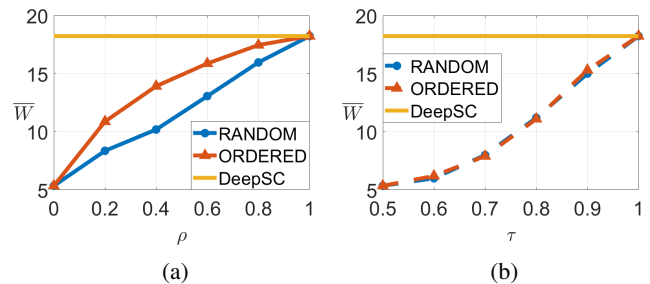 20
15
10
5
W
0 0.2 0.4 0.6 0.8 1
ρ
RANDOM
ORDERED
DeepSC
(a)
20
15
10
5
W
0.5 0.6 0.7 0.8 0.9 1
τ
RANDOM
ORDERED
DeepSC
(b)